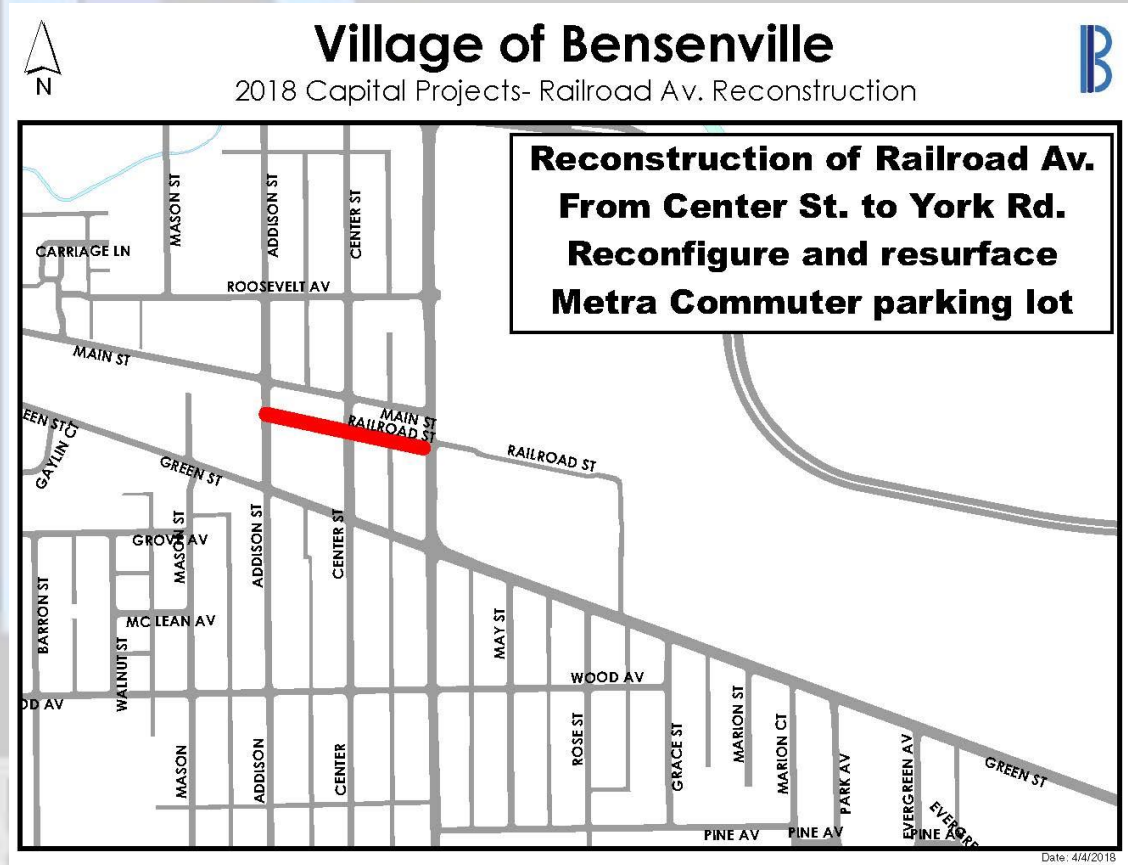 Village of Bensenville
2018 Capital Projects- Railroad Av. Reconstruction
N
B
Reconstruction of Railroad Av.
From Center St. to York Rd.
Reconfigure and resurface
Metra Commuter parking lot
MASON ST
ADDISON ST
CENTER ST
CARRIAGE LN
ROOSEVELT AV
MAIN ST
MAIN ST
RAILROAD ST
RAILROAD ST
EEN ST
GAYLIN CT
GREEN ST
MASON ST
ADDISON ST
CENTER ST
GROVE AV
BARRON ST
MC LEAN AV
WALNUT ST
MAY ST
WOOD AV
OD AV
MASON
ADDISON
CENTER
ROSE ST
GRACE ST
MARION ST
MARION CT
PARK AV
EVERGREEN AV
EVERGRE
GREEN ST
PINE AV
PINE AV
PINE A
Date: 4/4/2018